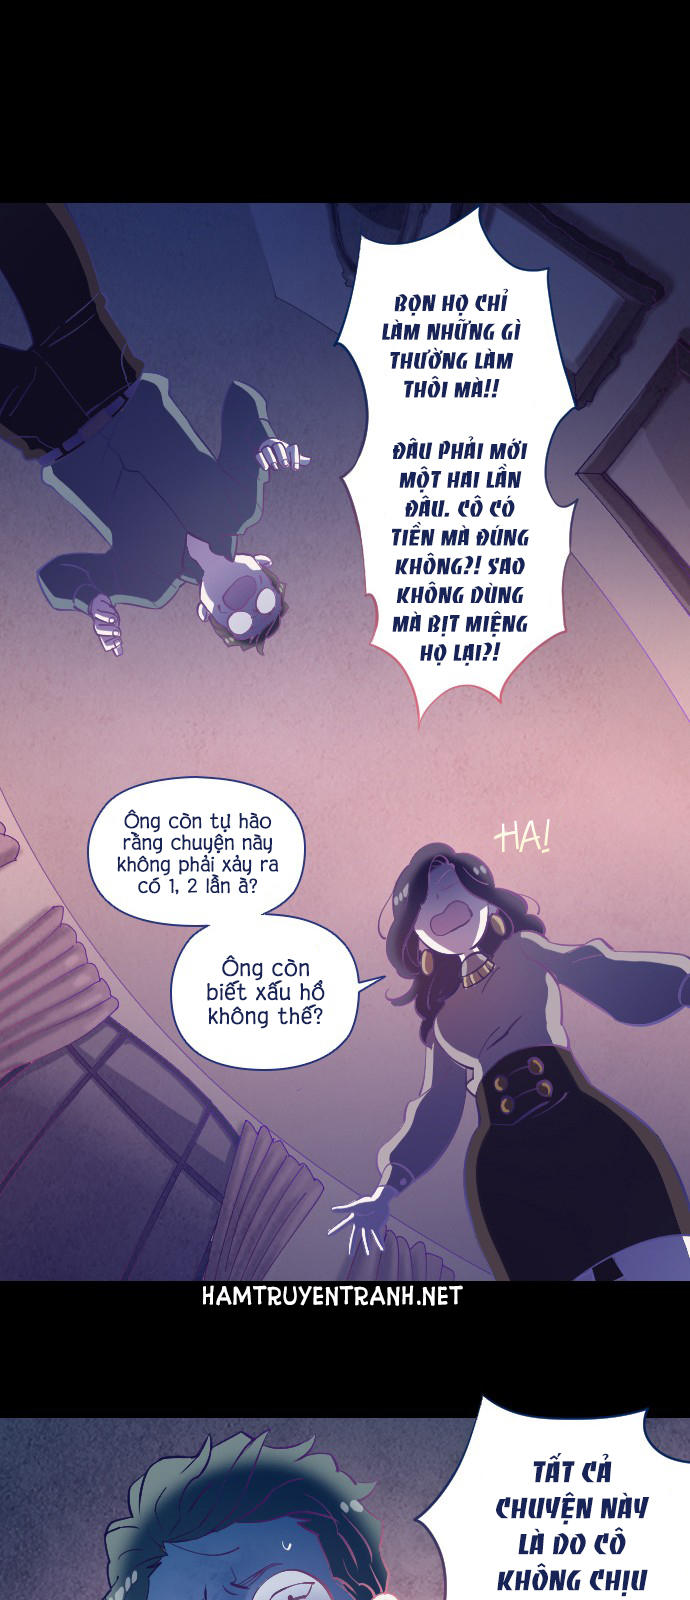 BỌN HỌ CHỈ
LÀM NHỮNG GÌ
THƯỜNG LÀM
THÔI MÀ!!
ĐÂU PHẢI MỚI
MỘT HAI LẦN
ĐÂU. CÔ CÓ
TIỀN MÀ ĐÚNG
KHÔNG?! SAO
KHÔNG DÙNG
MÀ BỊT MIỆNG
HỌ LẠI?!
Ông còn tự hào
rằng chuyện này
không phải xảy ra
có 1, 2 lần à?
HA!
Ông còn
biết xấu hổ
không thế?
HAMTRUYENTRANH.NET
TẤT CẢ
CHUYỆN NÀY
LÀ DO CÔ
KHÔNG CHỊU